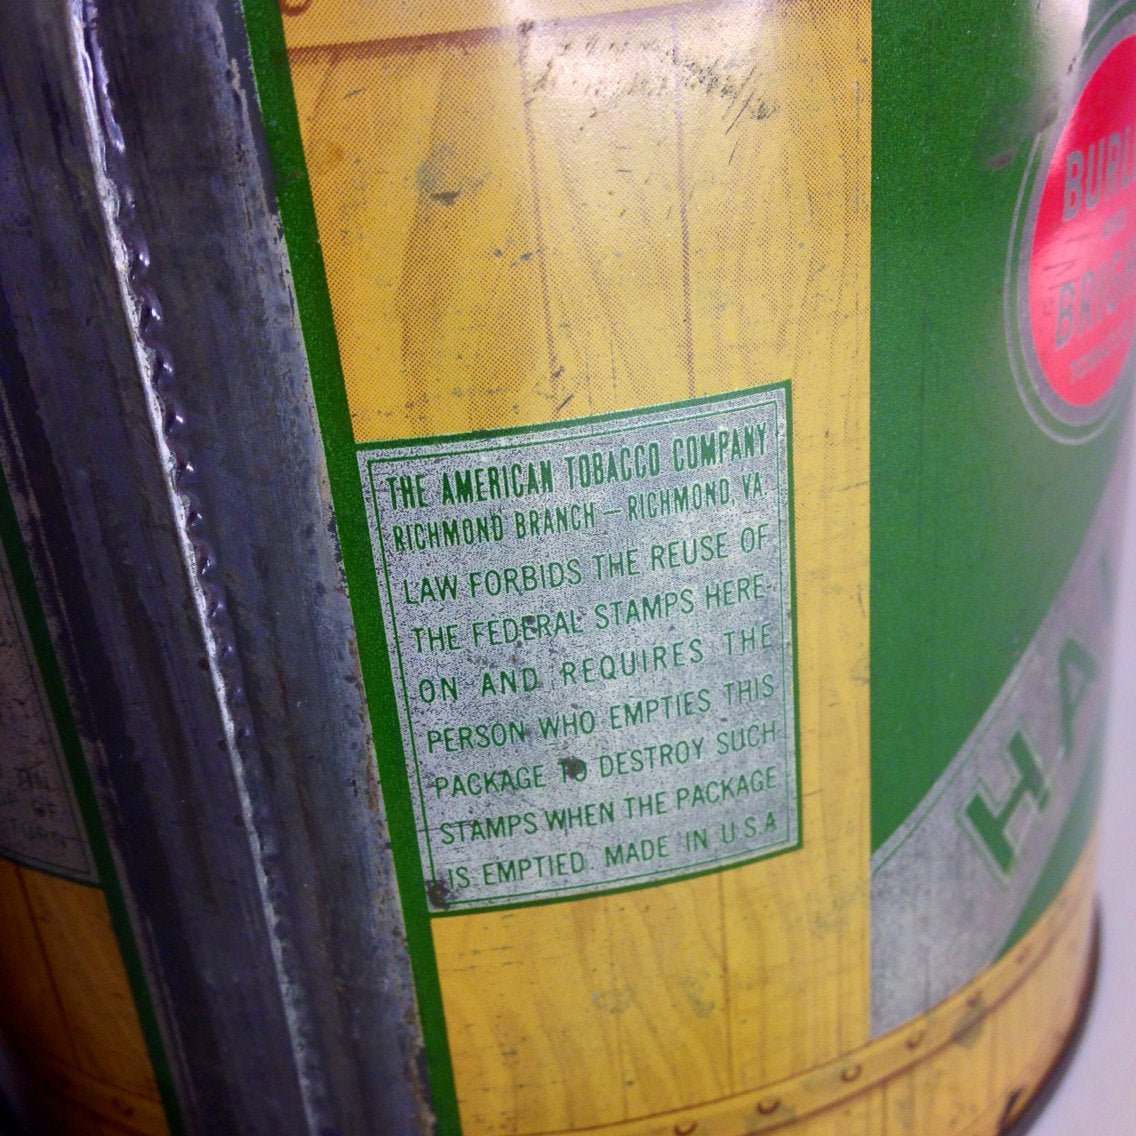 THE AMERICAN TOBACCO COMPANY
RICHMOND BRANCH — RICHMOND, VA.
LAW FORBIDS THE REUSE OF
THE FEDERAL STAMPS HERE-
ON AND REQUIRES THE
PERSON WHO EMPTIES THIS
PACKAGE TO DESTROY SUCH
STAMPS WHEN THE PACKAGE
IS EMPTIED. MADE IN U.S.A